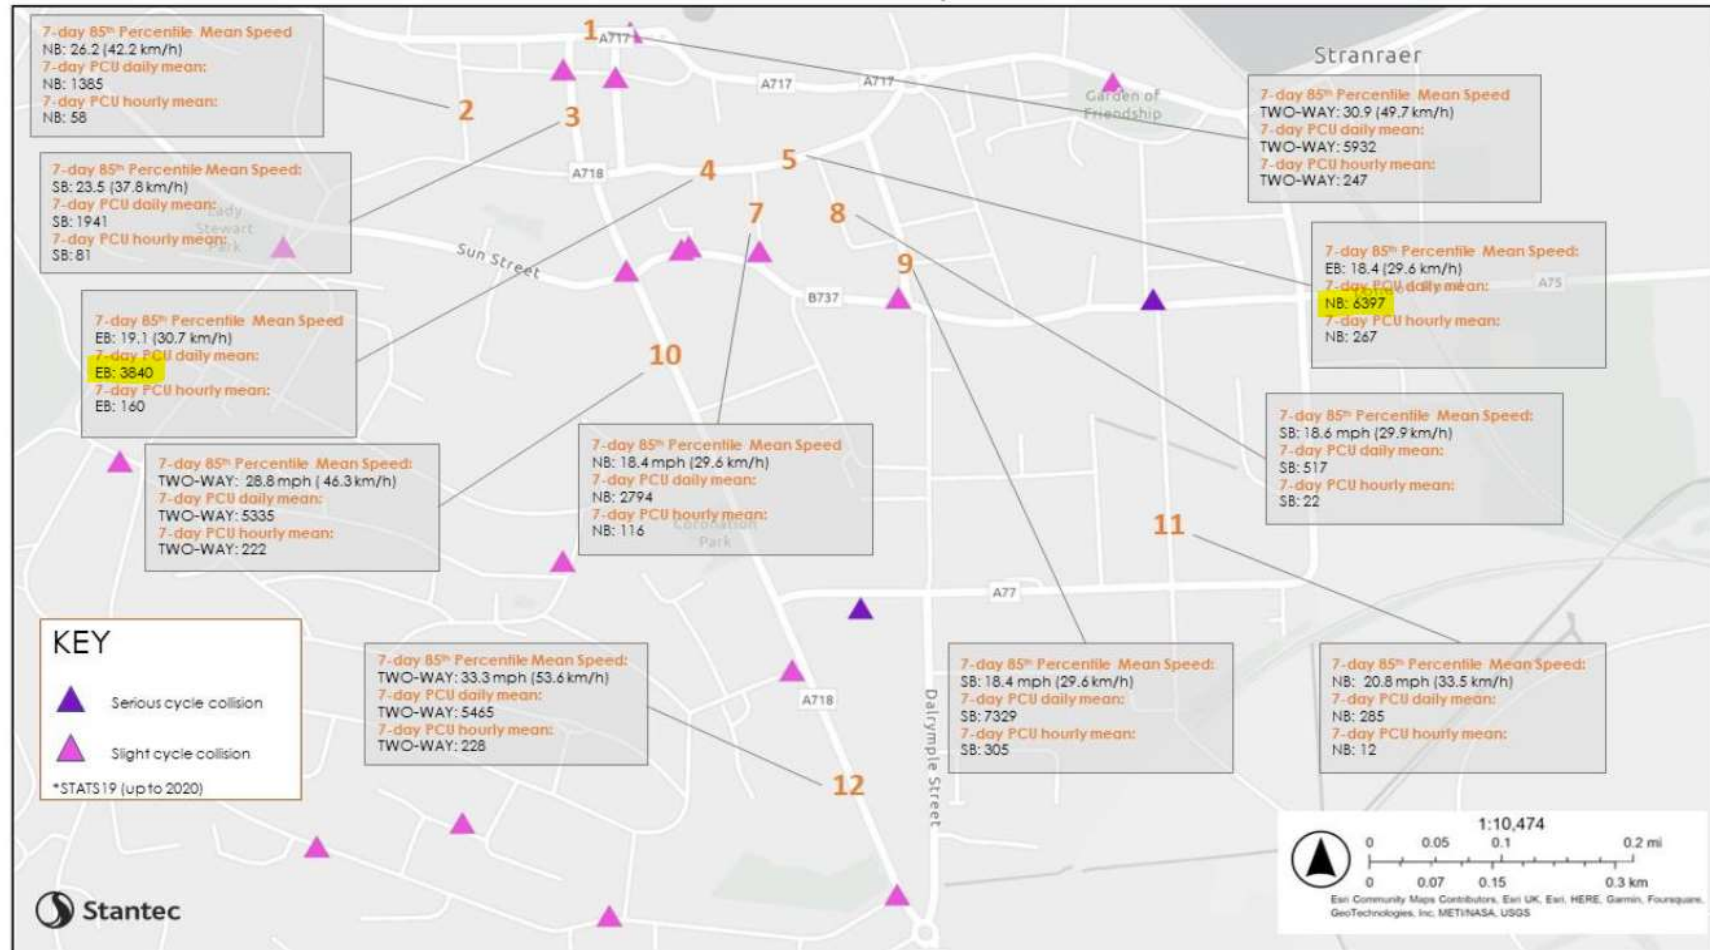 7-day 85th Percentile Mean Speed
NB: 26.2 (42.2 km/h)
7-day PCU daily mean:
NB: 1385
7-day PCU hourly mean:
NB: 58
1
A717
A717
A717
Stranraer
Garden of
Friendship
7-day 85th Percentile Mean Speed
TWO-WAY: 30.9 (49.7 km/h)
7-day PCU daily mean:
TWO-WAY: 5932
7-day PCU hourly mean:
TWO-WAY: 247
2
3
4
5
7-day 85th Percentile Mean Speed:
SB: 23.5 (37.8 km/h)
7-day PCU daily mean:
SB: 1941
7-day PCU hourly mean:
SB: 81
Lady
Stewart
Park
A718
7
8
9
Sun Street
B737
A75
7-day 85th Percentile Mean Speed:
EB: 18.4 (29.6 km/h)
7-day PCU daily mean:
NB: 6397
7-day PCU hourly mean:
NB: 267
7-day 85th Percentile Mean Speed
EB: 19.1 (30.7 km/h)
7-day PCU daily mean:
EB: 3840
7-day PCU hourly mean:
EB: 160
10
7-day 85th Percentile Mean Speed:
SB: 18.6 mph (29.9 km/h)
7-day PCU daily mean:
SB: 517
7-day PCU hourly mean:
SB: 22
7-day 85th Percentile Mean Speed:
TWO-WAY: 28.8 mph ( 46.3 km/h)
7-day PCU daily mean:
TWO-WAY: 5335
7-day PCU hourly mean:
TWO-WAY: 222
7-day 85th Percentile Mean Speed
NB: 18.4 mph (29.6 km/h)
7-day PCU daily mean:
NB: 2794
7-day PCU hourly mean:
NB: 116
Coronation
Park
11
A77
KEY
Serious cycle collision
Slight cycle collision
*STATS19 (up to 2020)
7-day 85th Percentile Mean Speed:
TWO-WAY: 33.3 mph (53.6 km/h)
7-day PCU daily mean:
TWO-WAY: 5465
7-day PCU hourly mean:
TWO-WAY: 228
A718
12
Dalrymple Street
7-day 85th Percentile Mean Speed:
SB: 18.4 mph (29.6 km/h)
7-day PCU daily mean:
SB: 7329
7-day PCU hourly mean:
SB: 305
7-day 85th Percentile Mean Speed:
NB: 20.8 mph (33.5 km/h)
7-day PCU daily mean:
NB: 285
7-day PCU hourly mean:
NB: 12
Stantec
1:10,474
0 0.05 0.1 0.2 mi
0 0.07 0.15 0.3 km
Esri Community Maps Contributors, Esri UK, Esri, HERE, Garmin, Foursquare,
GeoTechnologies, Inc, METI/NASA, USGS